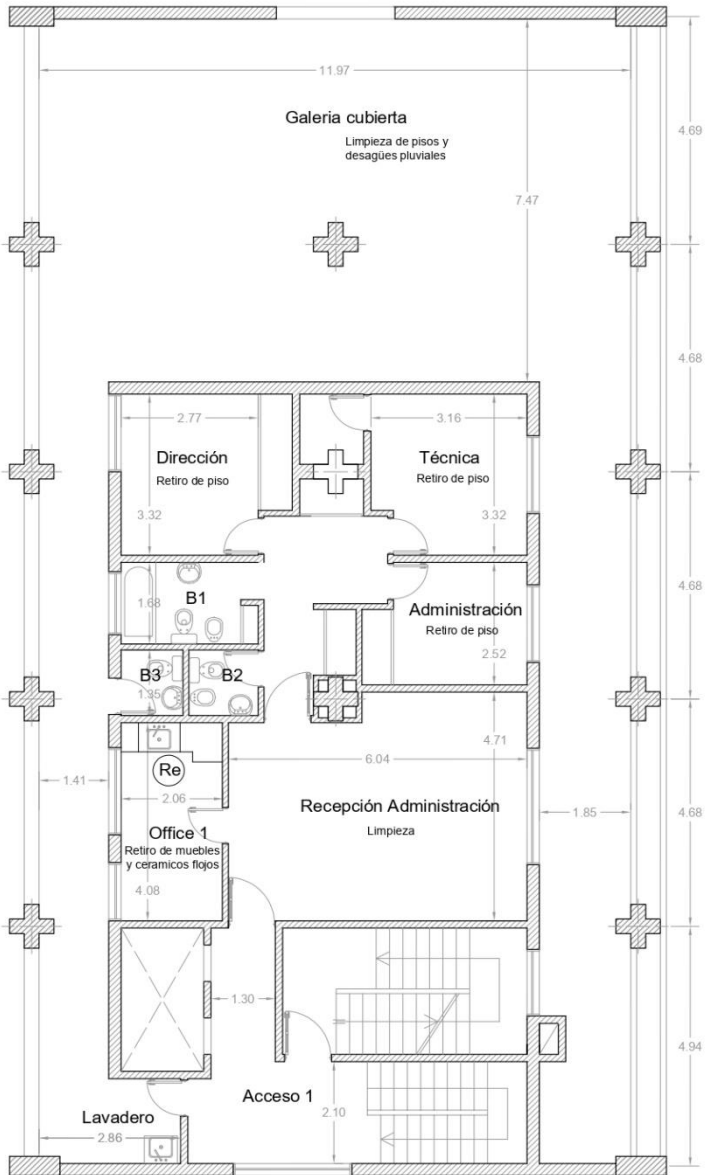 11.97
Galeria cubierta
Limpieza de pisos y
desagües pluviales
4.69
7.47
4.68
2.77
3.16
Dirección
Retiro de piso
Técnica
Retiro de piso
3.32
3.32
4.68
B1
1.68
Administración
Retiro de piso
2.52
B3
B2
1.35
4.71
Re
6.04
1.41
2.06
Recepción Administración
Limpieza
1.85
4.68
Office 1
Retiro de muebles
y ceramicos flojos
4.08
1.30
4.94
Acceso 1
2.10
Lavadero
2.86